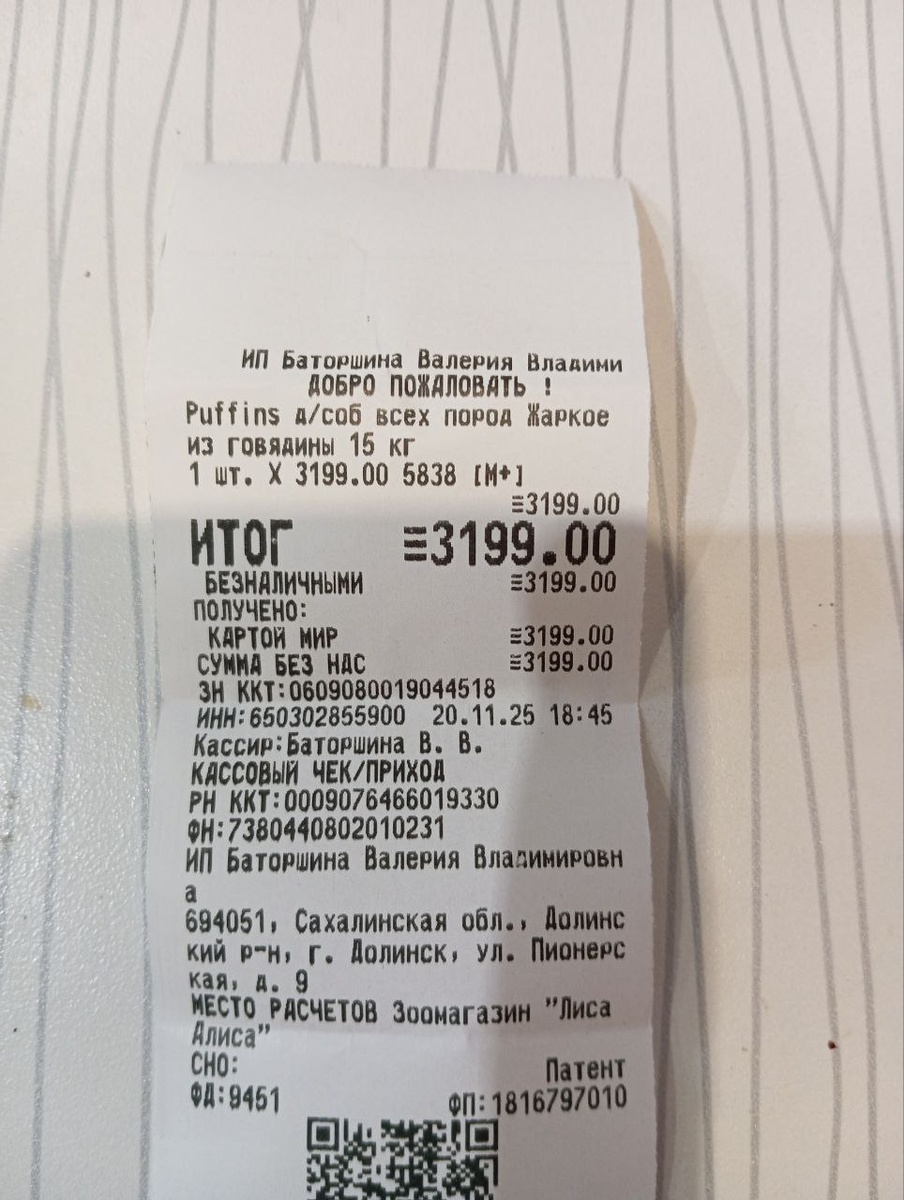 ИП Баторшина Валерия Владими
ДОБРО ПОЖАЛОВАТЬ !
Puffins д/соб всех пород Жаркое
из говядины 15 кг
1 шт. X 3199.00 5838 [М+]
≡3199.00
ИТОГ ≡3199.00
БЕЗНАЛИЧНЫМИ ≡3199.00
ПОЛУЧЕНО:
КАРТОЙ МИР ≡3199.00
СУММА БЕЗ НДС ≡3199.00
ЗН ККТ:0609080019044518
ИНН:650302855900 20.11.25 18:45
Кассир:Баторшина В. В.
КАССОВЫЙ ЧЕК/ПРИХОД
РН ККТ:0009076466019330
ФН:7380440802010231
ИП Баторшина Валерия Владимировн
а
694051, Сахалинская обл., Долинс
кий р-н, г. Долинск, ул. Пионерс
кая, д. 9
МЕСТО РАСЧЕТОВ Зоомагазин "Лиса
Алиса"
СНО: Патент
ФД:9451 ФП:1816797010